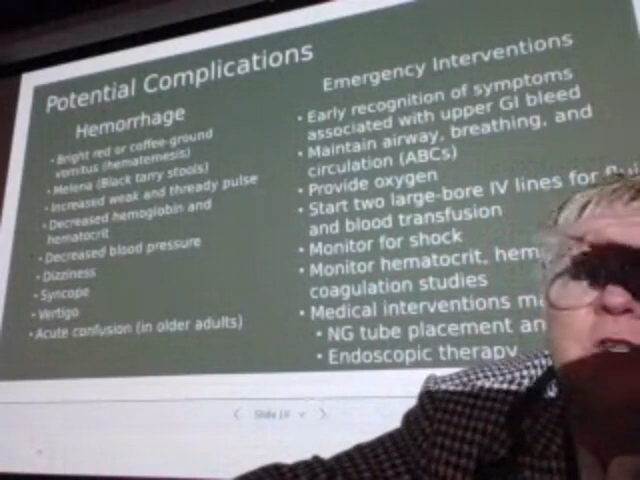 Potential Complications
Hemorrhage
• Bright red or coffee-ground
vomitus (hematemesis)
• Melena (Black tarry stools)
• Increased weak and thready pulse
• Decreased hemoglobin and
hematocrit
• Decreased blood pressure
• Dizziness
• Syncope
• Vertigo
• Acute confusion (in older adults)
Emergency Interventions
• Early recognition of symptoms
associated with upper GI bleed
• Maintain airway, breathing, and
circulation (ABCs)
• Provide oxygen
• Start two large-bore IV lines for
and blood transfusion
• Monitor for shock
• Monitor hematocrit,
coagulation studies
• Medical interventions
• NG tube placement
• Endoscopic therapy
Slide